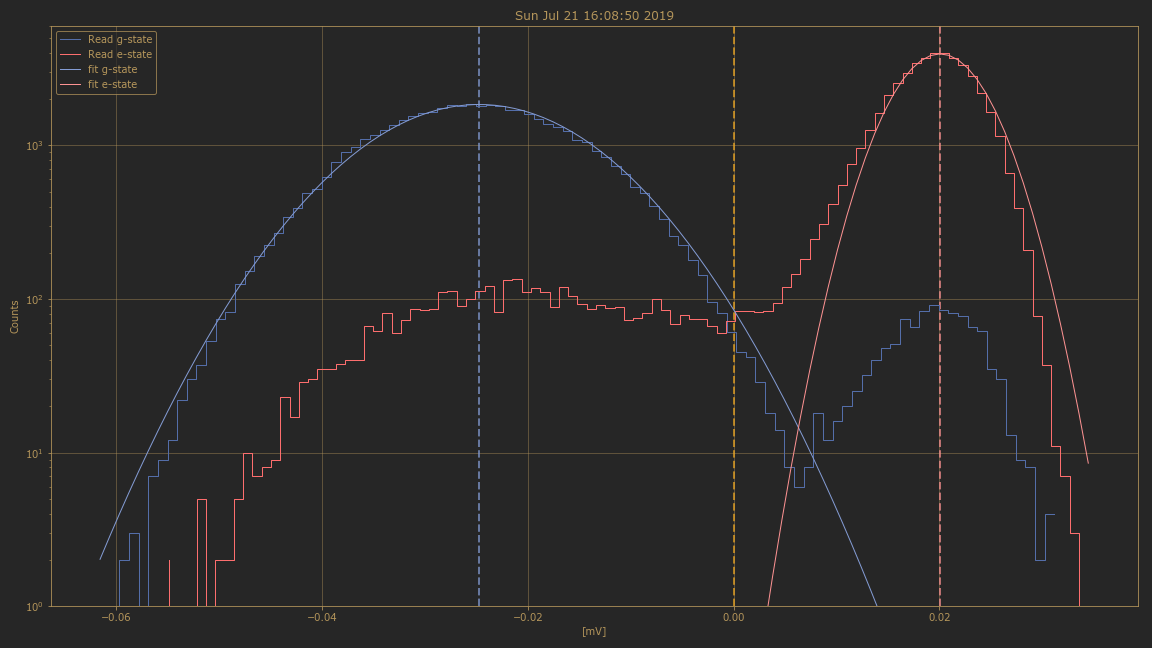 Sun Jul 21 16:08:50 2019
Read g-state
Read e-state
fit g-state
fit e-state
Counts
10³
10²
10¹
10⁰
−0.06
−0.04
−0.02
0.00
0.02
[mV]